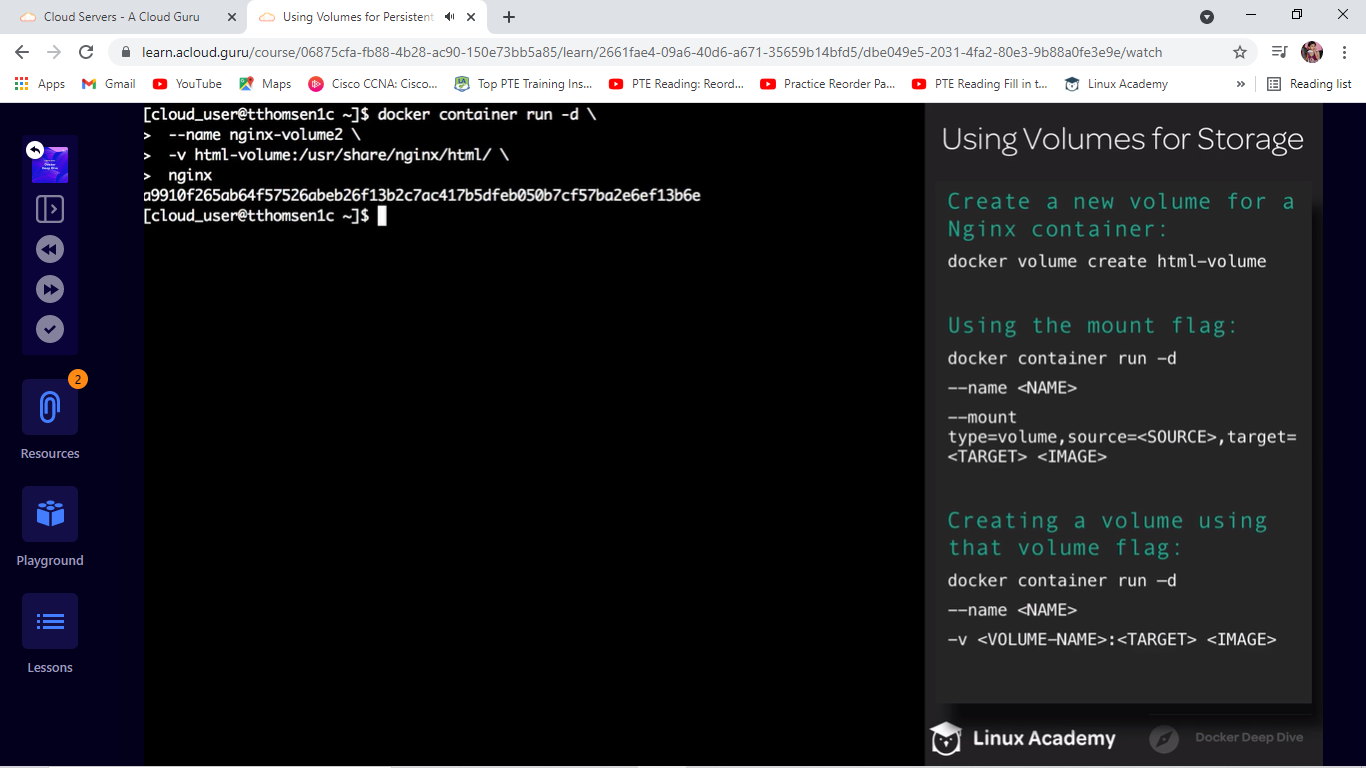 Cloud Servers - A Cloud Guru
Using Volumes for Persistent
learn.acloud.guru/course/06875cfa-fb88-4b28-ac90-150e73bb5a85/learn/2661fae4-09a6-40d6-a671-35659b14bfd5/dbe049e5-2031-4fa2-80e3-9b88a0fe3e9e/watch
Apps Gmail YouTube Maps Cisco CCNA: Cisco... Top PTE Training Ins... PTE Reading: Reord... Practice Reorder Pa... PTE Reading Fill in t... Linux Academy » Reading list
[cloud_user@tthomsen1c ~]$ docker container run -d \
> --name nginx-volume2 \
> -v html-volume:/usr/share/nginx/html/ \
> nginx
a9910f265ab64f57526abeb26f13b2c7ac417b5dfeb050b7cf57ba2e6ef13b6e
[cloud_user@tthomsen1c ~]$
Docker
Deep Dive
2
Resources
Playground
Lessons
Using Volumes for Storage
Create a new volume for a
Nginx container:
docker volume create html-volume
Using the mount flag:
docker container run -d
--name <NAME>
--mount
type=volume,source=<SOURCE>,target=
<TARGET> <IMAGE>
Creating a volume using
that volume flag:
docker container run -d
--name <NAME>
-v <VOLUME-NAME>:<TARGET> <IMAGE>
Linux Academy
Docker Deep Dive